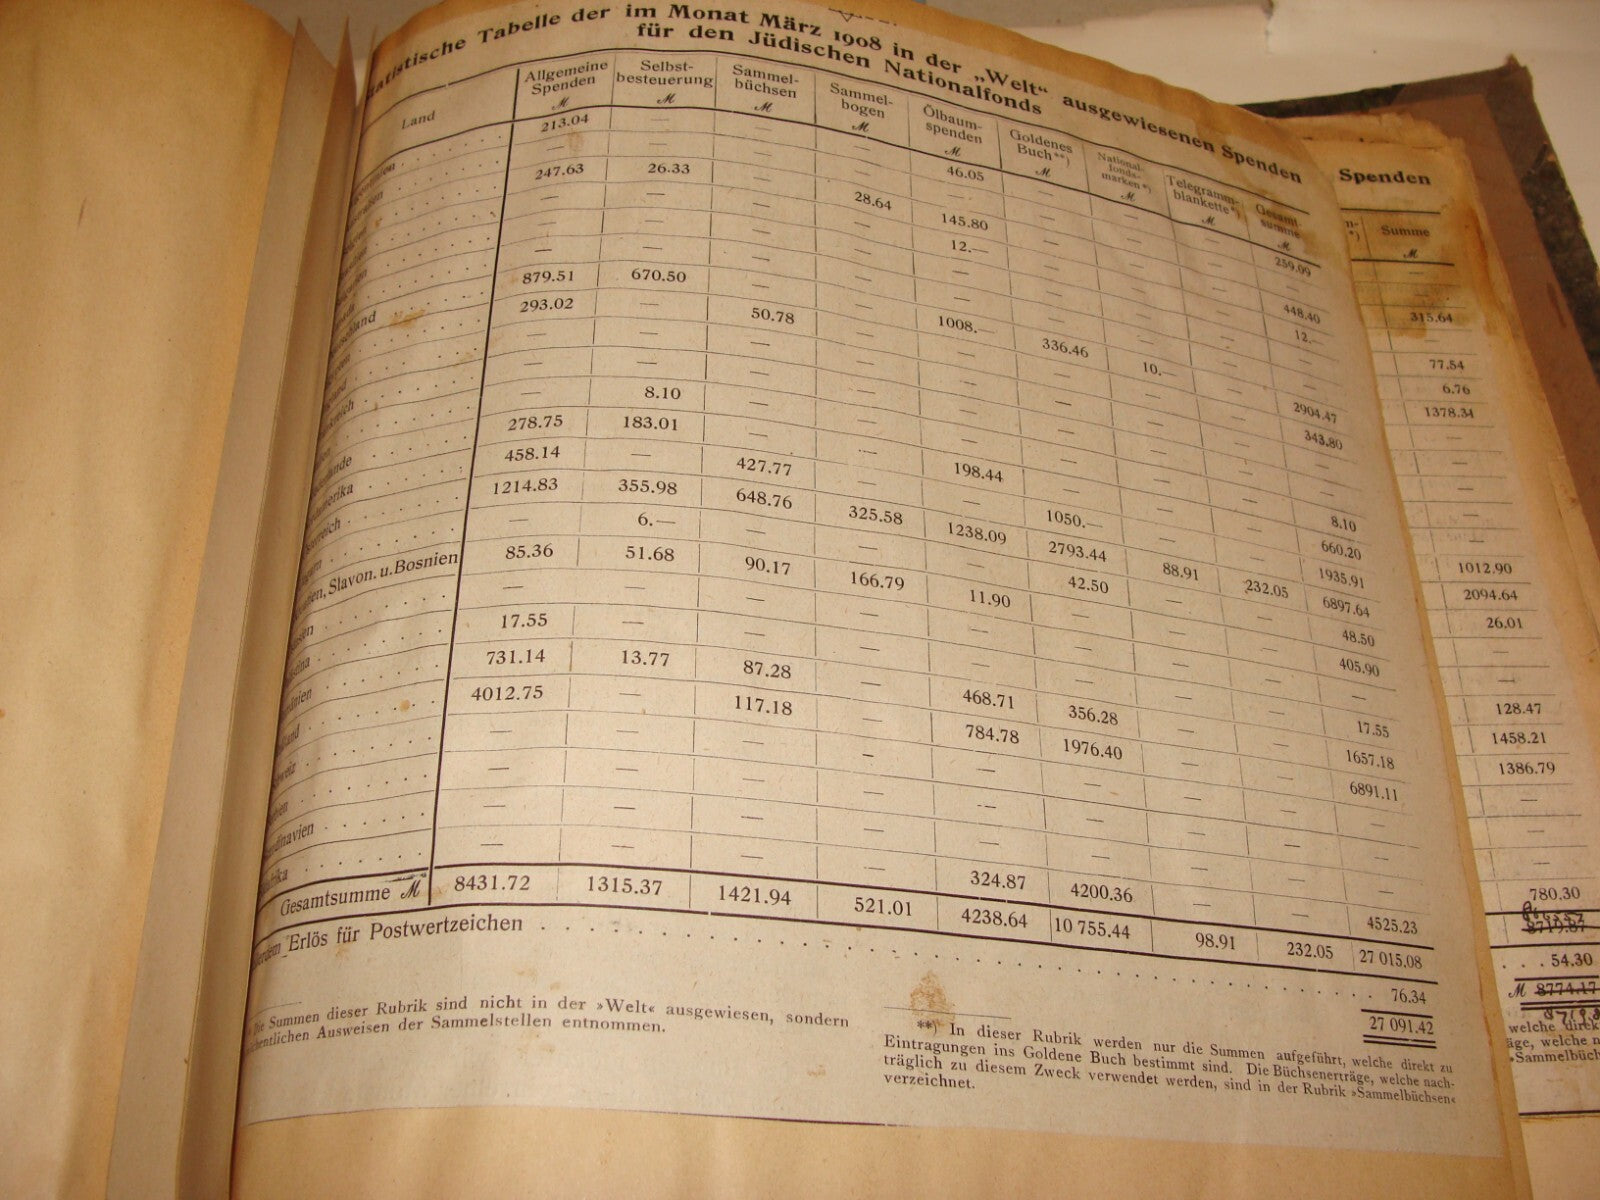 Statistische Tabelle der im Monat März 1908 in der „Welt“ ausgewiesenen Spenden
für den Jüdischen Nationalfonds
Land Allgemeine Spenden M Selbst-besteuerung M Sammel-büchsen M Sammel-bogen M Ölbaum-spenden M Goldenes Buch**) M National-fonds-marken*) M Telegramm-blankette*) M Gesamt-summe M
213.04 — — — 46.05 — — — 259.09
— — — — — — — — —
247.63 26.33 — 28.64 145.80 — — — 448.40
— — — — 12.— — — — 12.—
— — — — — — — — —
— — — — — — — — —
879.51 670.50 — — 1008.— 336.46 10.— — 2904.47
293.02 — 50.78 — — — — — 343.80
— — — — — — — — —
— — — — — — — — —
— 8.10 — — — — — — 8.10
278.75 183.01 — — 198.44 — — — 660.20
458.14 — 427.77 — — 1050.— — — 1935.91
1214.83 355.98 648.76 325.58 1238.09 2793.44 88.91 232.05 6897.64
— 6.— — — — 42.50 — — 48.50
en, Slavon. u. Bosnien 85.36 51.68 90.17 166.79 11.90 — — — 405.90
— — — — — — — — —
17.55 — — — — — — — 17.55
731.14 13.77 87.28 — 468.71 356.28 — — 1657.18
4012.75 — 117.18 — 784.78 1976.40 — — 6891.11
— — — — — — — — —
— — — — — — — — —
— — — — — — — — —
— — — — 324.87 4200.36 — — 4525.23
Gesamtsumme M 8431.72 1315.37 1421.94 521.01 4238.64 10 755.44 98.91 232.05 27 015.08
Erlös für Postwertzeichen . . . 76.34
27 091.42
Die Summen dieser Rubrik sind nicht in der »Welt« ausgewiesen, sondern
Ausweisen der Sammelstellen entnommen.
**) In dieser Rubrik werden nur die Summen aufgeführt, welche direkt zu
Eintragungen ins Goldene Buch bestimmt sind. Die Büchsenerträge, welche nach-
träglich zu diesem Zweck verwendet werden, sind in der Rubrik »Sammelbüchsen«
verzeichnet.
Spenden
Summe
M
—
315.64
—
77.54
6.76
1378.34
—
—
—
—
—
1012.90
2094.64
26.01
—
—
128.47
1458.21
1386.79
—
—
—
780.30
8719.87
. . . 54.30
M 8774.17
welche direk
äge, welche n
»Sammelbüch